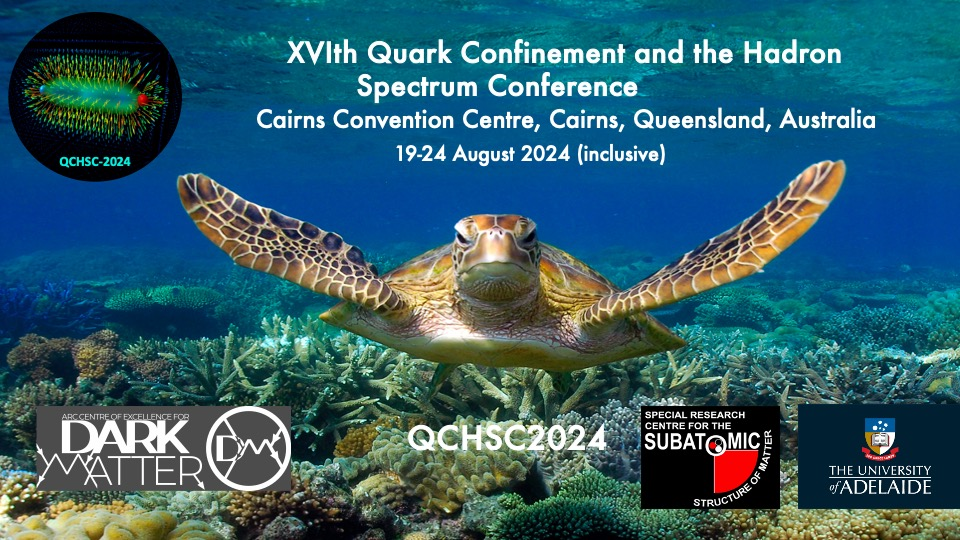 XVIth Quark Confinement and the Hadron
Spectrum Conference
Cairns Convention Centre, Cairns, Queensland, Australia
19-24 August 2024 (inclusive)
QCHSC-2024
ARC CENTRE OF EXCELLENCE FOR
DARK
MATTER
DM
QCHSC2024
SPECIAL RESEARCH
CENTRE FOR THE
SUBATOMIC
STRUCTURE OF MATTER
THE UNIVERSITY
of ADELAIDE